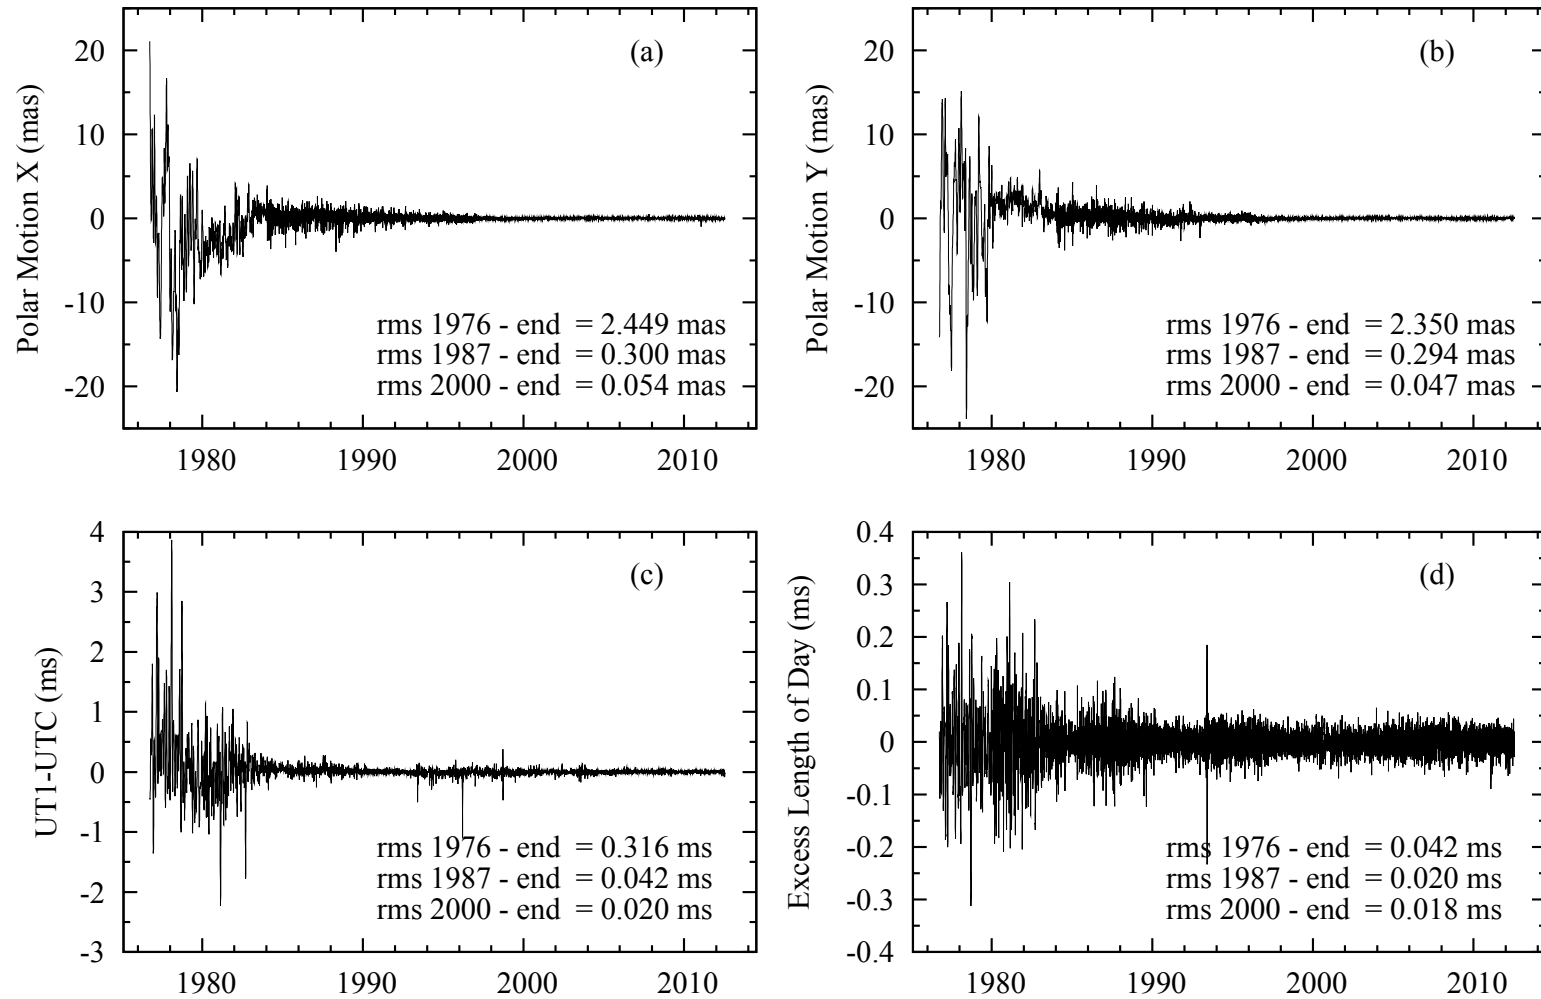 (a)
Polar Motion X (mas)
20
10
0
-10
-20
rms 1976 - end = 2.449 mas
rms 1987 - end = 0.300 mas
rms 2000 - end = 0.054 mas
1980 1990 2000 2010
(b)
Polar Motion Y (mas)
20
10
0
-10
-20
rms 1976 - end = 2.350 mas
rms 1987 - end = 0.294 mas
rms 2000 - end = 0.047 mas
1980 1990 2000 2010
(c)
UT1-UTC (ms)
4
3
2
1
0
-1
-2
-3
rms 1976 - end = 0.316 ms
rms 1987 - end = 0.042 ms
rms 2000 - end = 0.020 ms
1980 1990 2000 2010
(d)
Excess Length of Day (ms)
0.4
0.3
0.2
0.1
0
-0.1
-0.2
-0.3
-0.4
rms 1976 - end = 0.042 ms
rms 1987 - end = 0.020 ms
rms 2000 - end = 0.018 ms
1980 1990 2000 2010